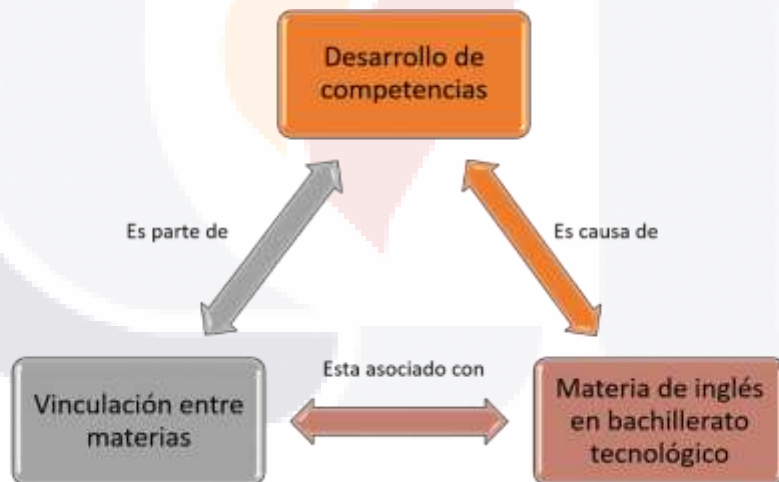 Desarrollo de
competencias
Es parte de
Es causa de
Esta asociado con
Vinculación entre
materias
Materia de inglés
en bachillerato
tecnológico